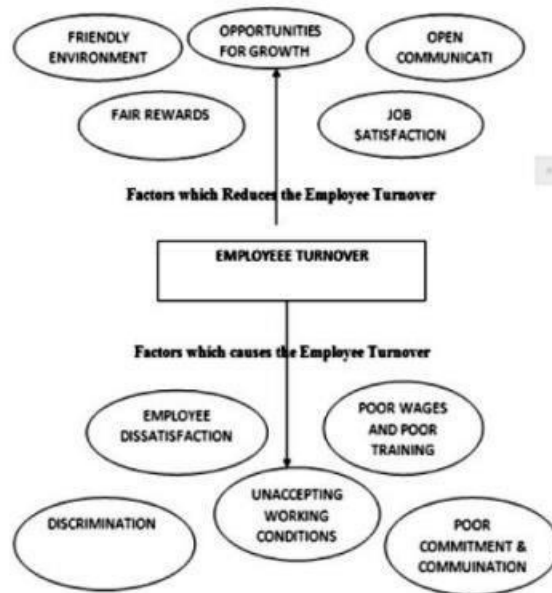 FRIENDLY
ENVIRONMENT
OPPORTUNITIES
FOR GROWTH
OPEN
COMMUNICATI
FAIR REWARDS
JOB
SATISFACTION
Factors which Reduces the Employee Turnover
EMPLOYEEE TURNOVER
Factors which causes the Employee Turnover
EMPLOYEE
DISSATISFACTION
POOR WAGES
AND POOR
TRAINING
DISCRIMINATION
UNACCEPTING
WORKING
CONDITIONS
POOR
COMMITMENT &
COMMUINATION